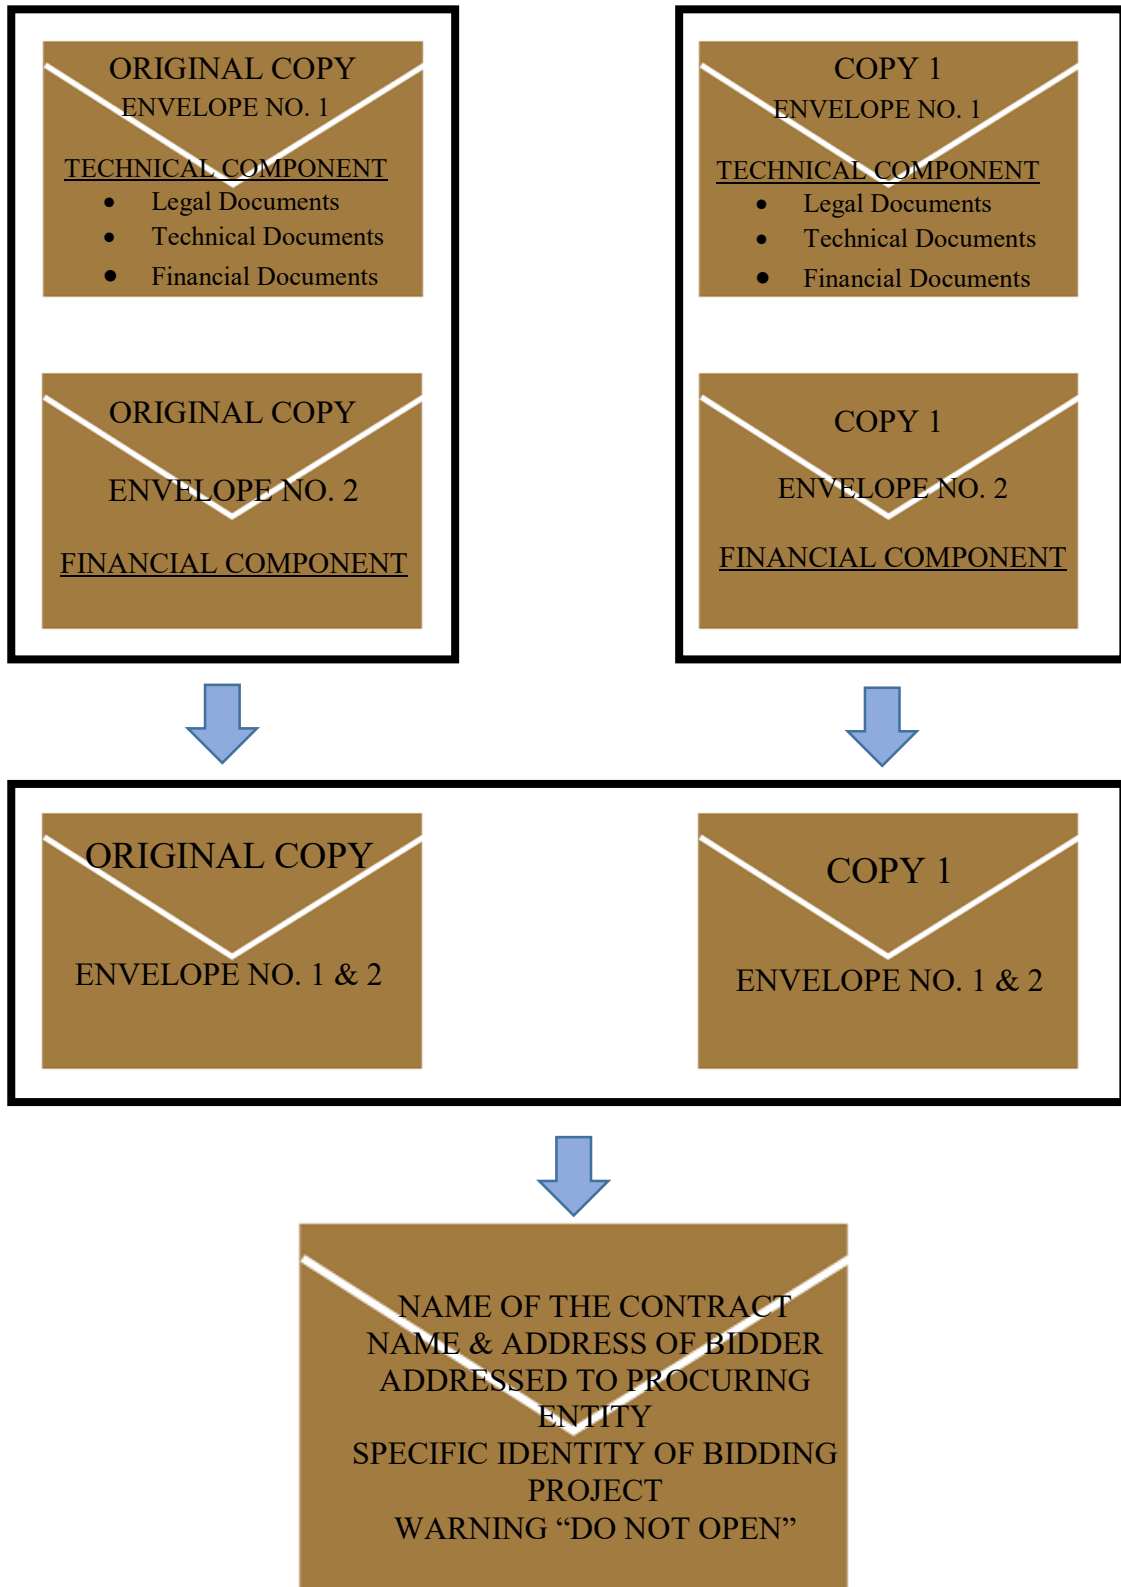 ORIGINAL COPY
ENVELOPE NO. 1
TECHNICAL COMPONENT
• Legal Documents
• Technical Documents
• Financial Documents
COPY 1
ENVELOPE NO. 1
TECHNICAL COMPONENT
• Legal Documents
• Technical Documents
• Financial Documents
ORIGINAL COPY
ENVELOPE NO. 2
FINANCIAL COMPONENT
COPY 1
ENVELOPE NO. 2
FINANCIAL COMPONENT
ORIGINAL COPY
ENVELOPE NO. 1 & 2
COPY 1
ENVELOPE NO. 1 & 2
NAME OF THE CONTRACT
NAME & ADDRESS OF BIDDER
ADDRESSED TO PROCURING
ENTITY
SPECIFIC IDENTITY OF BIDDING
PROJECT
WARNING “DO NOT OPEN”